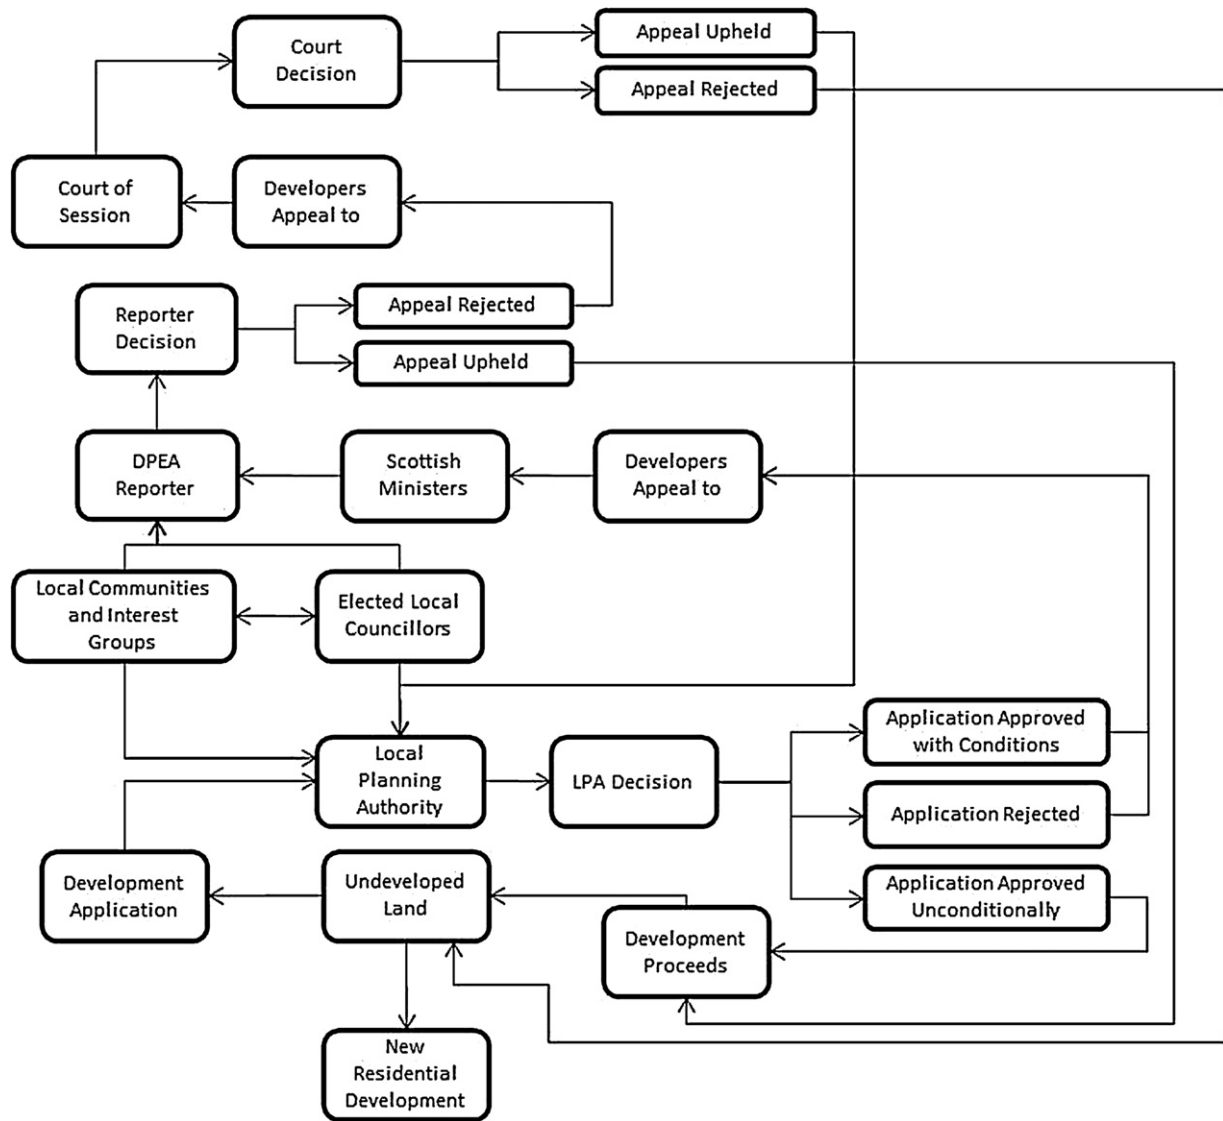 Court
Decision
Appeal Upheld
Appeal Rejected
Court of
Session
Developers
Appeal to
Reporter
Decision
Appeal Rejected
Appeal Upheld
DPEA
Reporter
Scottish
Ministers
Developers
Appeal to
Local Communities
and Interest
Groups
Elected Local
Councillors
Local
Planning
Authority
LPA Decision
Application Approved
with Conditions
Application Rejected
Application Approved
Unconditionally
Development
Application
Undeveloped
Land
Development
Proceeds
New
Residential
Development